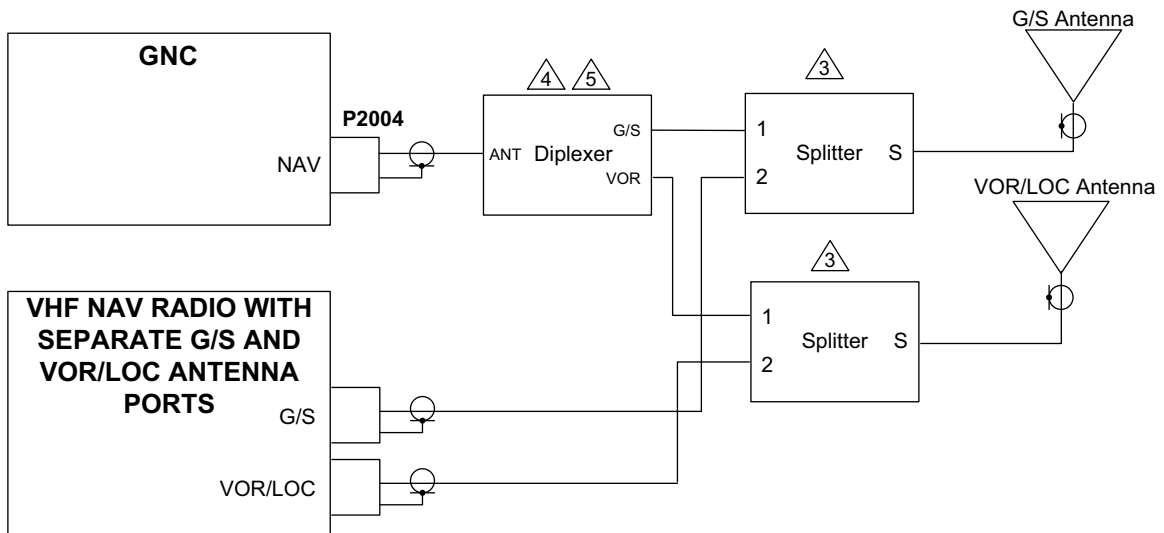 G/S Antenna
GNC
4
5
3
P2004
NAV
ANT
Diplexer
G/S
VOR
1
2
Splitter
S
VOR/LOC Antenna
3
1
2
Splitter
S
VHF NAV RADIO WITH
SEPARATE G/S AND
VOR/LOC ANTENNA
PORTS
G/S
VOR/LOC